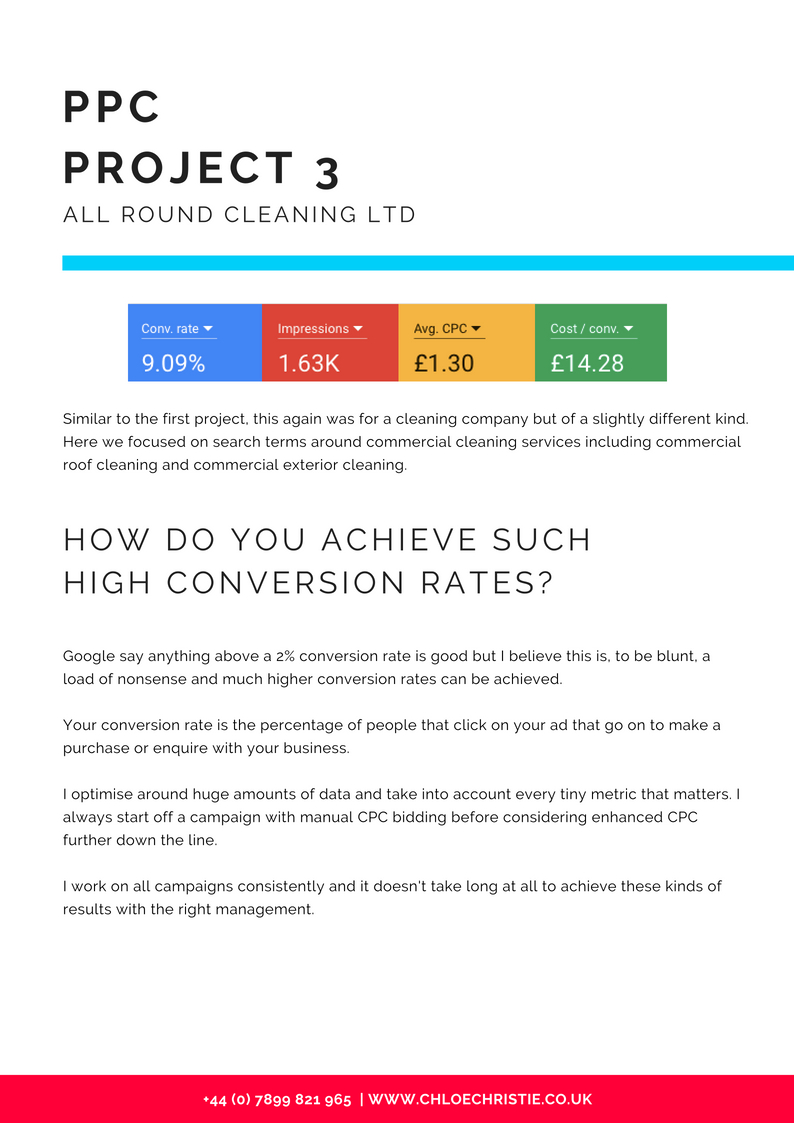 PPC
PROJECT 3
ALL ROUND CLEANING LTD
Conv. rate Impressions Avg. CPC Cost / conv.
9.09% 1.63K £1.30 £14.28
Similar to the first project, this again was for a cleaning company but of a slightly different kind.
Here we focused on search terms around commercial cleaning services including commercial
roof cleaning and commercial exterior cleaning.
HOW DO YOU ACHIEVE SUCH
HIGH CONVERSION RATES?
Google say anything above a 2% conversion rate is good but I believe this is, to be blunt, a
load of nonsense and much higher conversion rates can be achieved.
Your conversion rate is the percentage of people that click on your ad that go on to make a
purchase or enquire with your business.
I optimise around huge amounts of data and take into account every tiny metric that matters. I
always start off a campaign with manual CPC bidding before considering enhanced CPC
further down the line.
I work on all campaigns consistently and it doesn't take long at all to achieve these kinds of
results with the right management.
+44 (0) 7899 821 965 | WWW.CHLOECHRISTIE.CO.UK